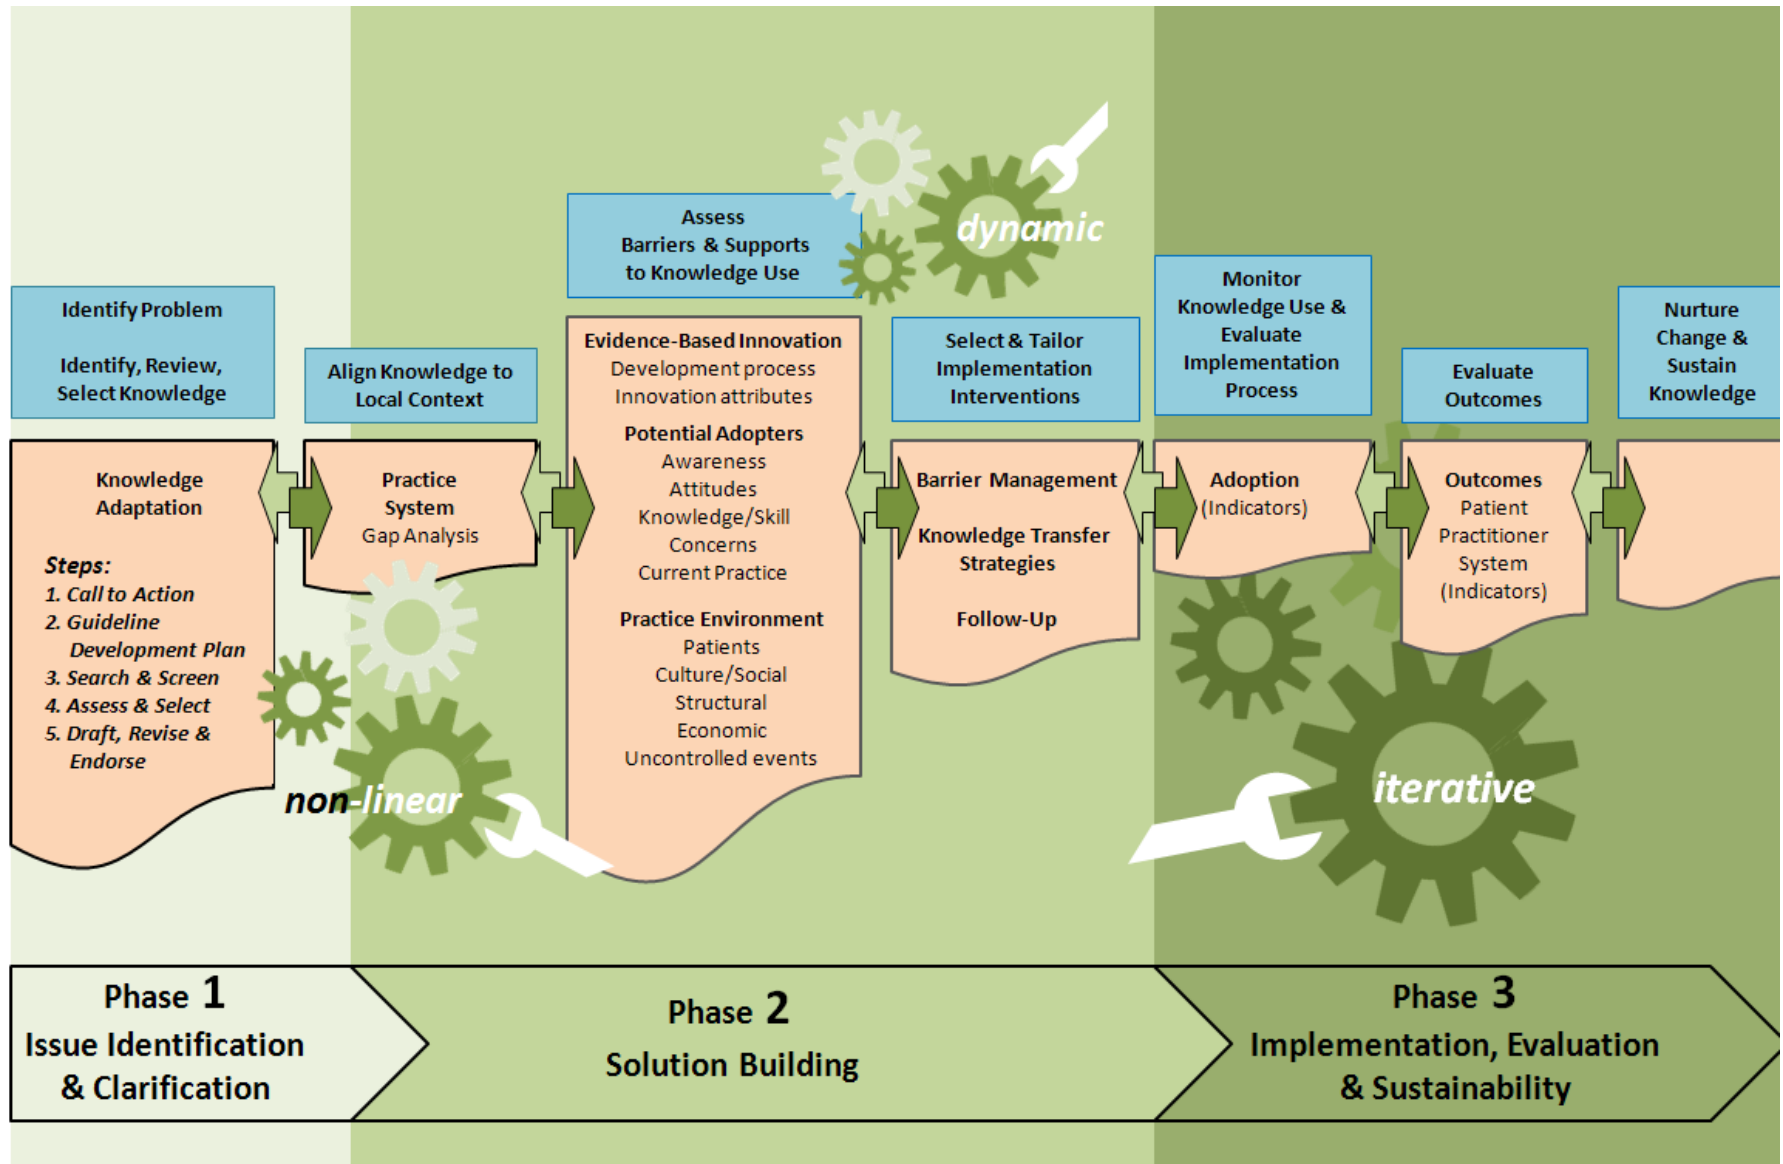 dynamic
Identify Problem
Identify, Review,
Select Knowledge
Knowledge
Adaptation
Steps:
1. Call to Action
2. Guideline
Development Plan
3. Search & Screen
4. Assess & Select
5. Draft, Revise &
Endorse
Align Knowledge to
Local Context
Practice
System
Gap Analysis
non-linear
Assess
Barriers & Supports
to Knowledge Use
Evidence-Based Innovation
Development process
Innovation attributes
Potential Adopters
Awareness
Attitudes
Knowledge/Skill
Concerns
Current Practice
Practice Environment
Patients
Culture/Social
Structural
Economic
Uncontrolled events
Select & Tailor
Implementation
Interventions
Barrier Management
Knowledge Transfer
Strategies
Follow-Up
Monitor
Knowledge Use &
Evaluate
Implementation
Process
Adoption
(Indicators)
Evaluate
Outcomes
Outcomes
Patient
Practitioner
System
(Indicators)
Nurture
Change &
Sustain
Knowledge
iterative
Phase 1
Issue Identification
& Clarification
Phase 2
Solution Building
Phase 3
Implementation, Evaluation
& Sustainability